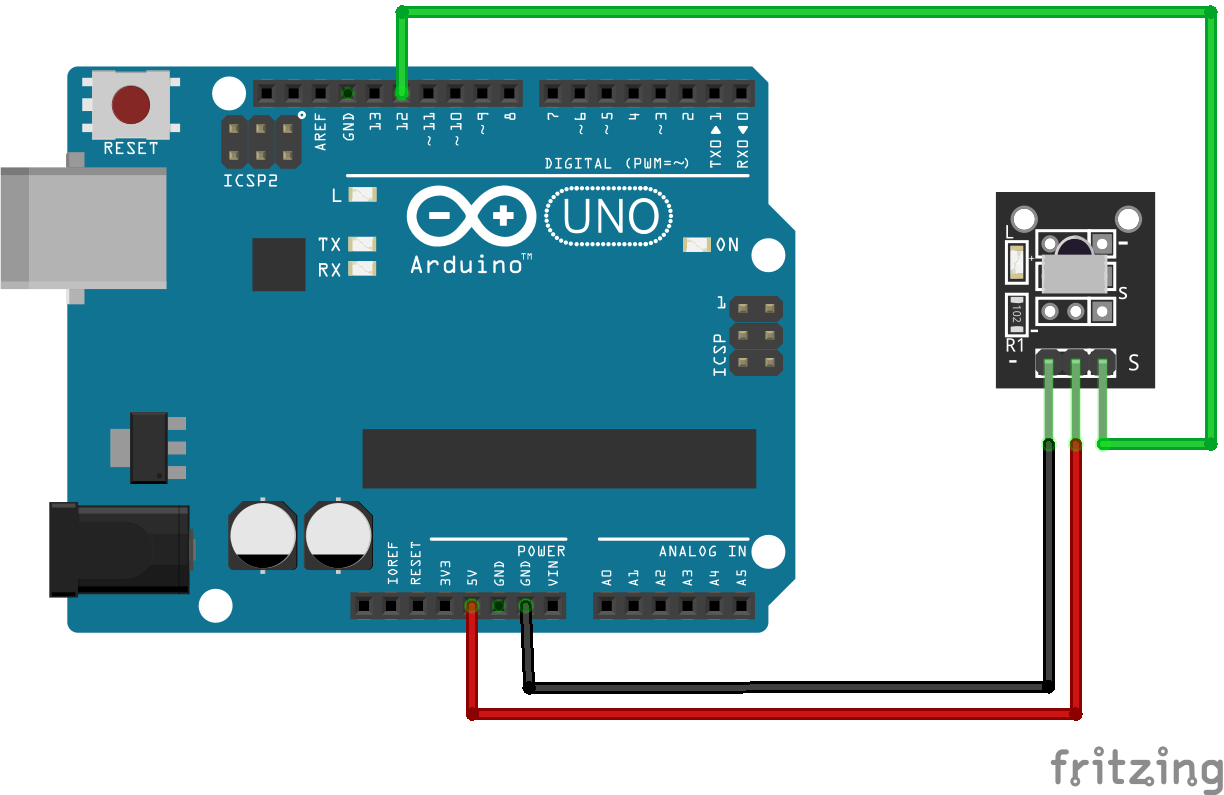 RESET
ICSP2
AREF
GND
13
12
~11
~10
~9
8
7
~6
~5
4
~3
2
TX0▶1
RX0◀0
DIGITAL (PWM=~)
L
TX
RX
UNO
Arduino™
ON
1
ICSP
L
-
+
S
102
-
R1
-
S
IOREF
RESET
3V3
5V
GND
GND
VIN
POWER
ANALOG IN
A0
A1
A2
A3
A4
A5
fritzing